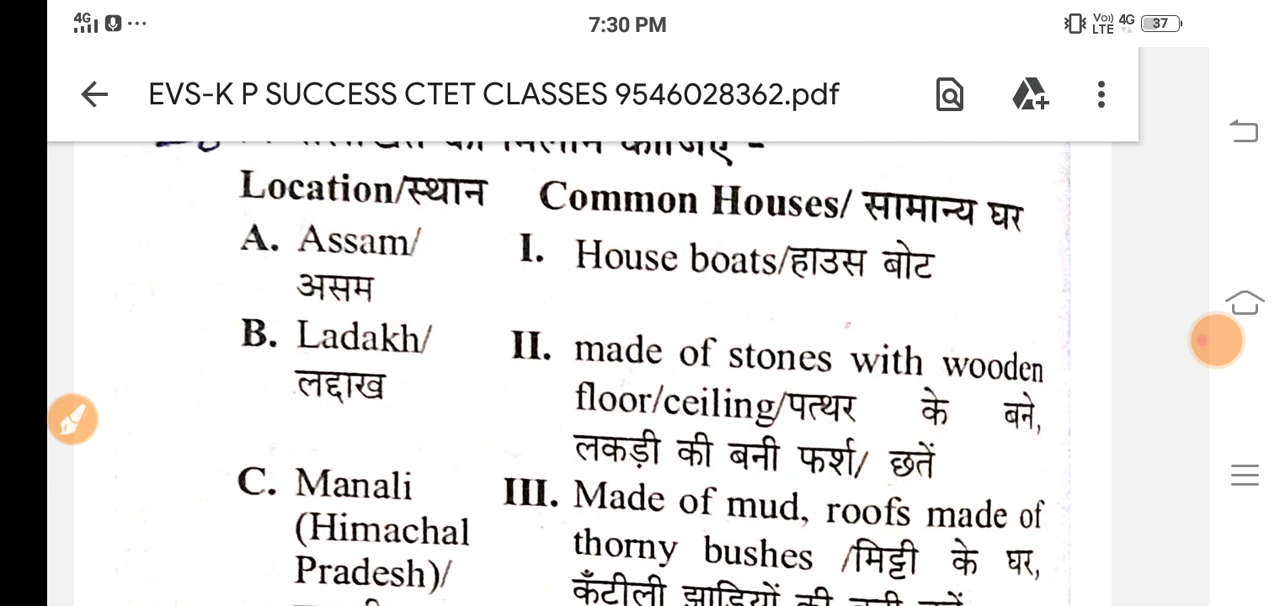 4G ...
7:30 PM
Vo) LTE 4G 37
EVS-K P SUCCESS CTET CLASSES 9546028362.pdf
का मिलान कीजिए -
Location/स्थान Common Houses/ सामान्य घर
A. Assam/ I. House boats/हाउस बोट
असम
B. Ladakh/ II. made of stones with wooden
लद्दाख floor/ceiling/पत्थर के बने,
लकड़ी की बनी फर्श/ छतें
C. Manali III. Made of mud, roofs made of
(Himachal thorny bushes /मिट्टी के घर,
Pradesh)/ कँटीली झाड़ियों की बनी छतें